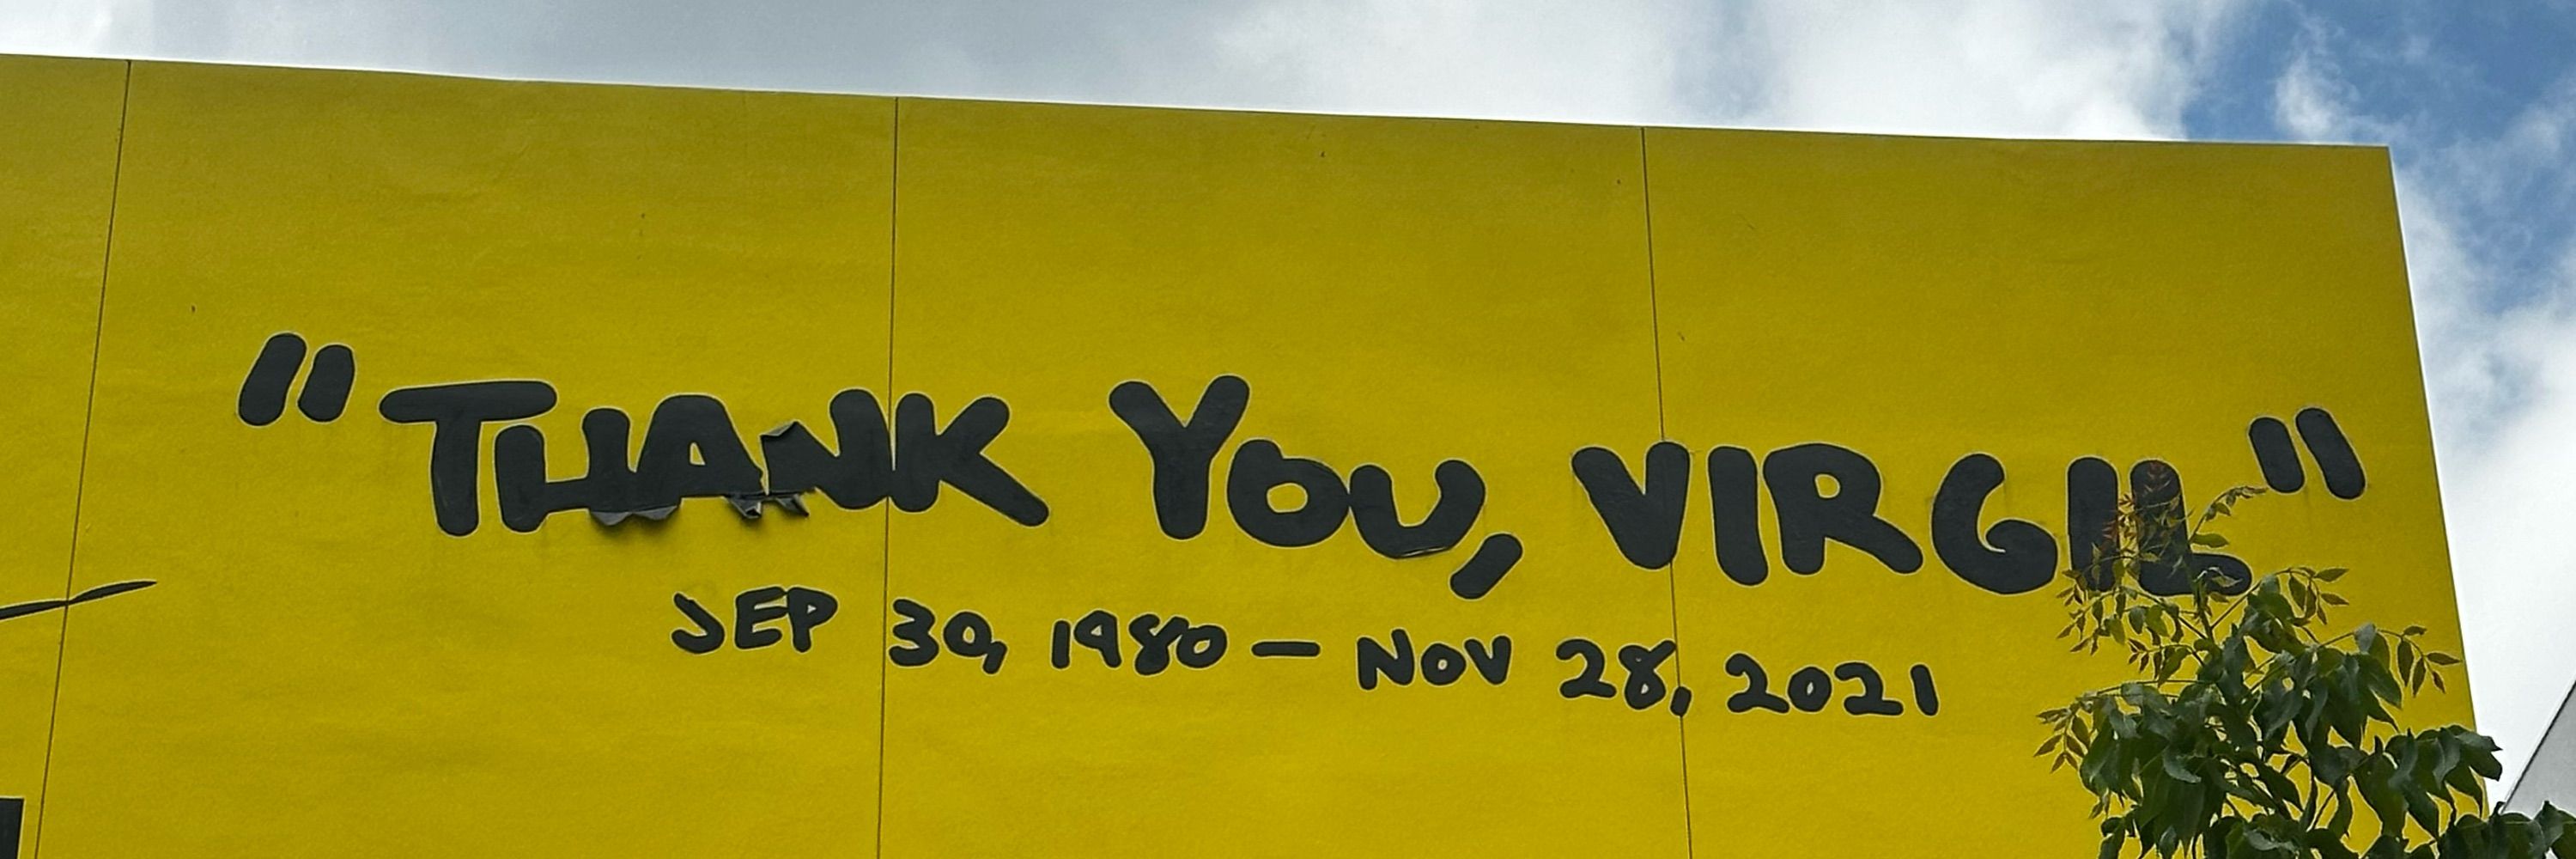 "THANK YOU, VIRGIL"
SEP 30, 1980 — NOV 28, 2021